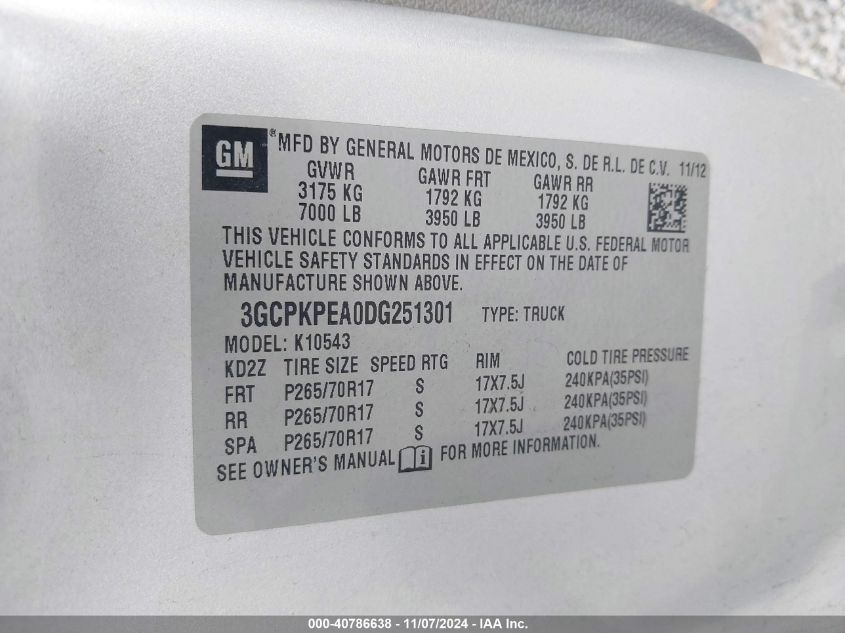 GM ® MFD BY GENERAL MOTORS DE MEXICO, S. DE R.L. DE C.V. 11/12
GVWR GAWR FRT GAWR RR
3175 KG 1792 KG 1792 KG
7000 LB 3950 LB 3950 LB
THIS VEHICLE CONFORMS TO ALL APPLICABLE U.S. FEDERAL MOTOR
VEHICLE SAFETY STANDARDS IN EFFECT ON THE DATE OF
MANUFACTURE SHOWN ABOVE.
3GCPKPEA0DG251301 TYPE: TRUCK
MODEL: K10543
KD2Z TIRE SIZE SPEED RTG RIM COLD TIRE PRESSURE
FRT P265/70R17 S 17X7.5J 240KPA(35PSI)
RR P265/70R17 S 17X7.5J 240KPA(35PSI)
SPA P265/70R17 S 17X7.5J 240KPA(35PSI)
SEE OWNER'S MANUAL i FOR MORE INFORMATION.
000-40786638 - 11/07/2024 - IAA Inc.